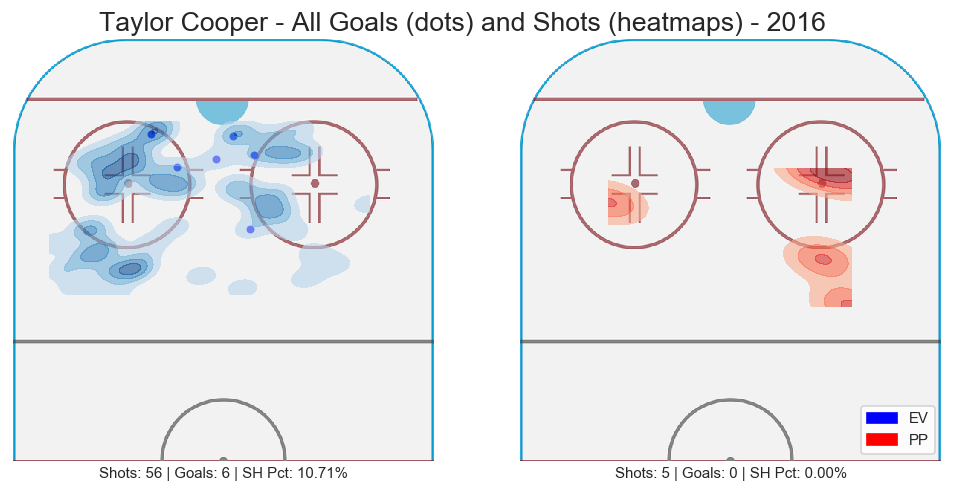 Taylor Cooper - All Goals (dots) and Shots (heatmaps) - 2016
EV
PP
Shots: 56 | Goals: 6 | SH Pct: 10.71%
Shots: 5 | Goals: 0 | SH Pct: 0.00%